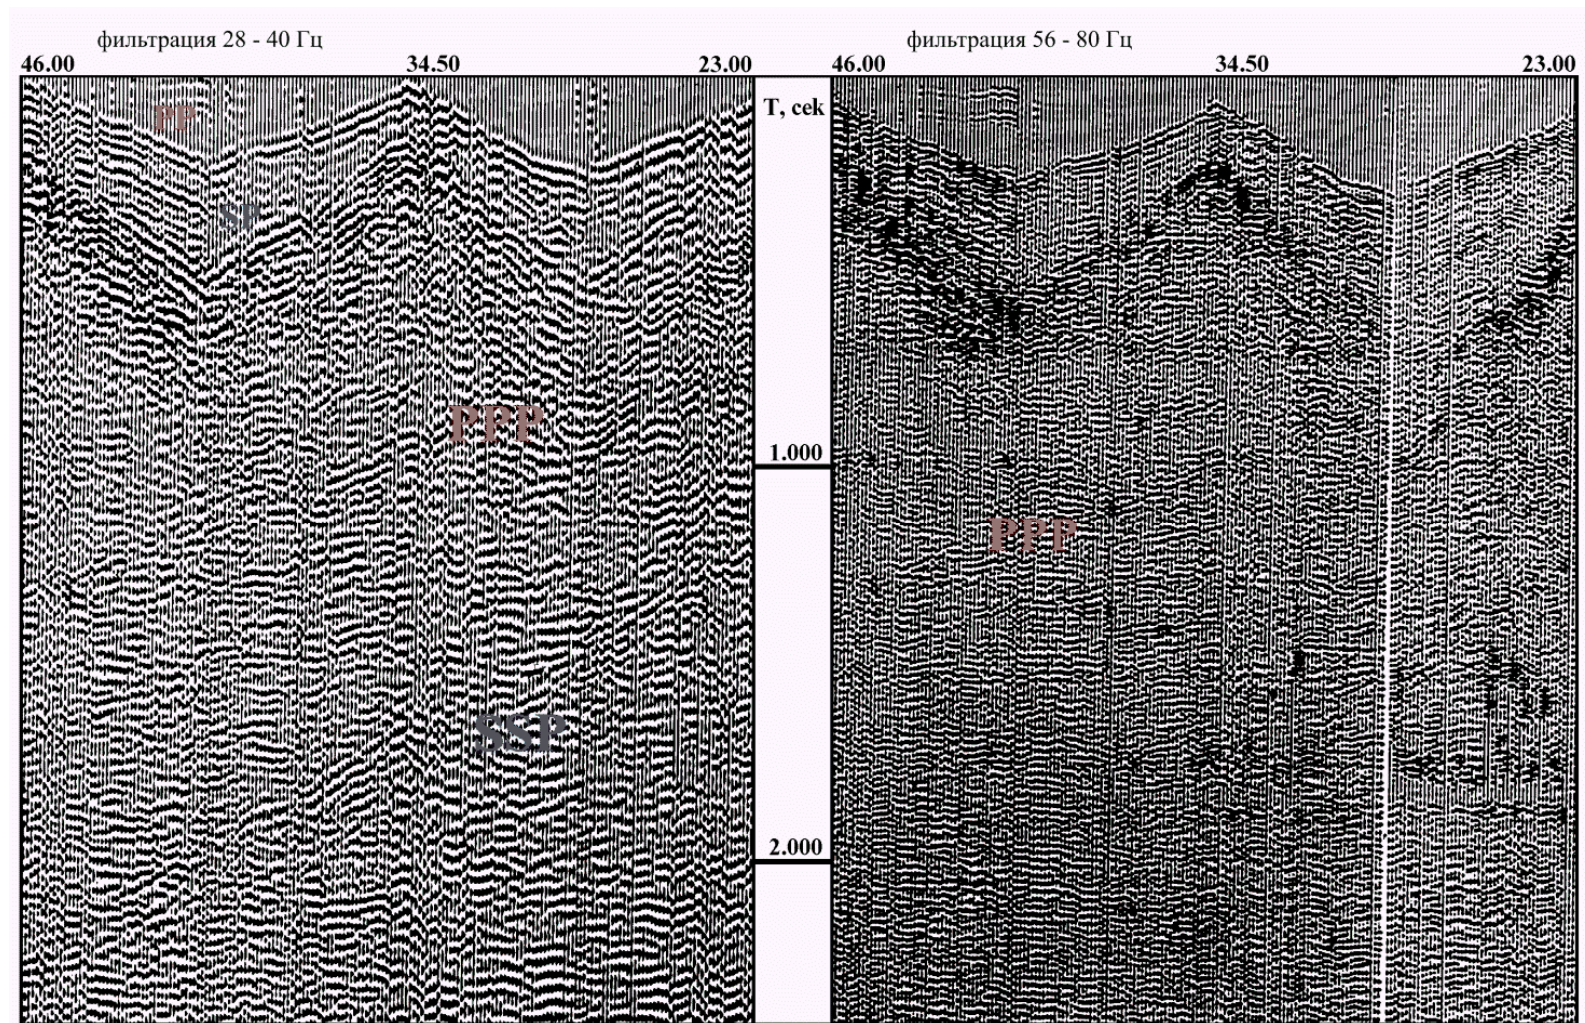 фильтрация 28 - 40 Гц
46.00 34.50 23.00
PP
SP
PPP
SSP
T, cek
1.000
2.000
фильтрация 56 - 80 Гц
46.00 34.50 23.00
PPP